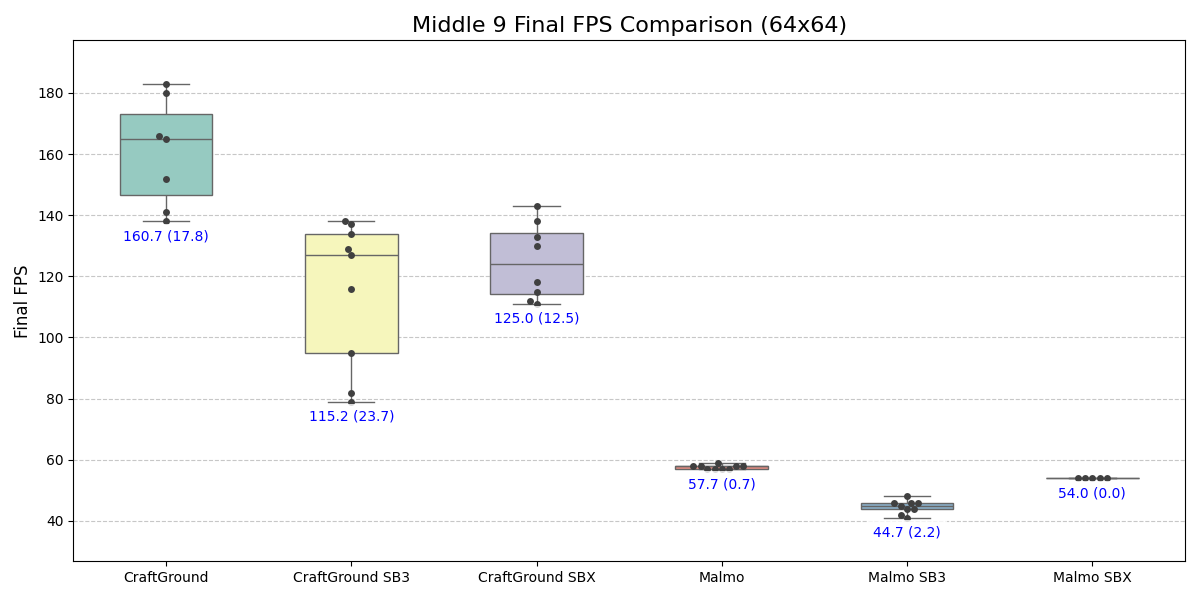 Middle 9 Final FPS Comparison (64x64)
Final FPS
180
160
140
120
100
80
60
40
160.7 (17.8)
115.2 (23.7)
125.0 (12.5)
57.7 (0.7)
44.7 (2.2)
54.0 (0.0)
CraftGround
CraftGround SB3
CraftGround SBX
Malmo
Malmo SB3
Malmo SBX